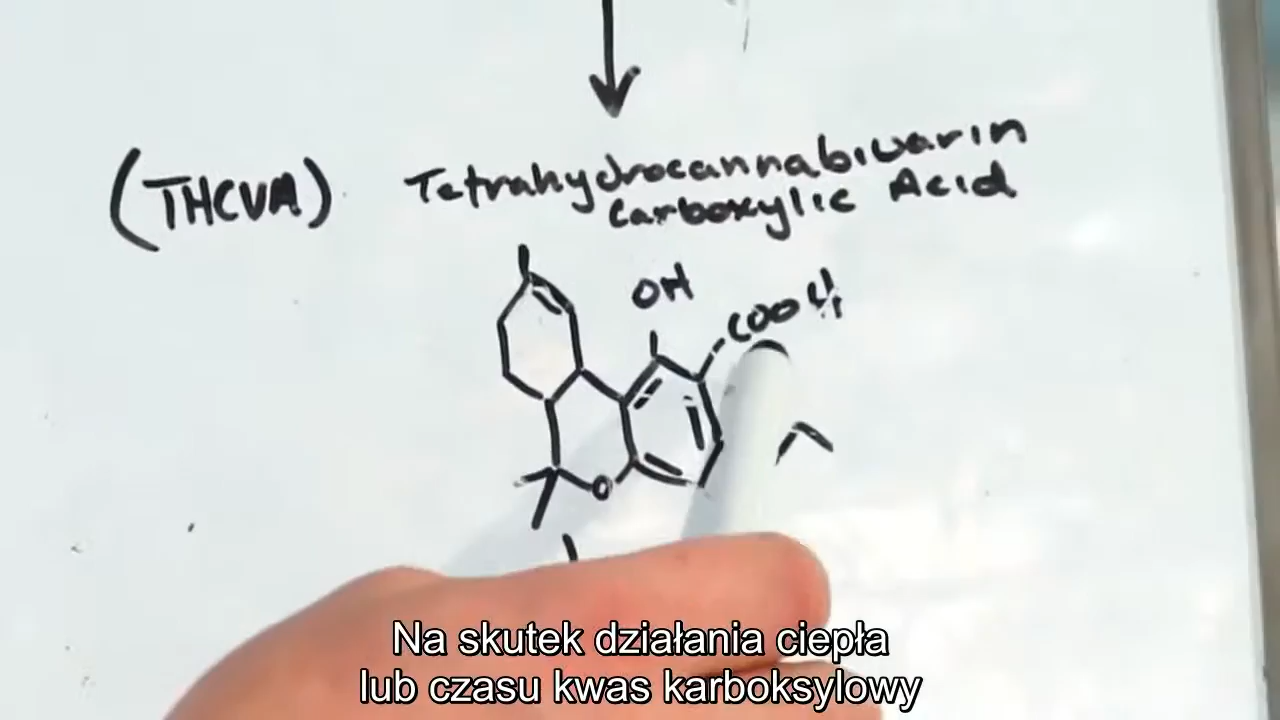 (THCVA) Tetrahydrocannabivarin
Carboxylic Acid
OH
COOH
O
Na skutek działania ciepła
lub czasu kwas karboksylowy